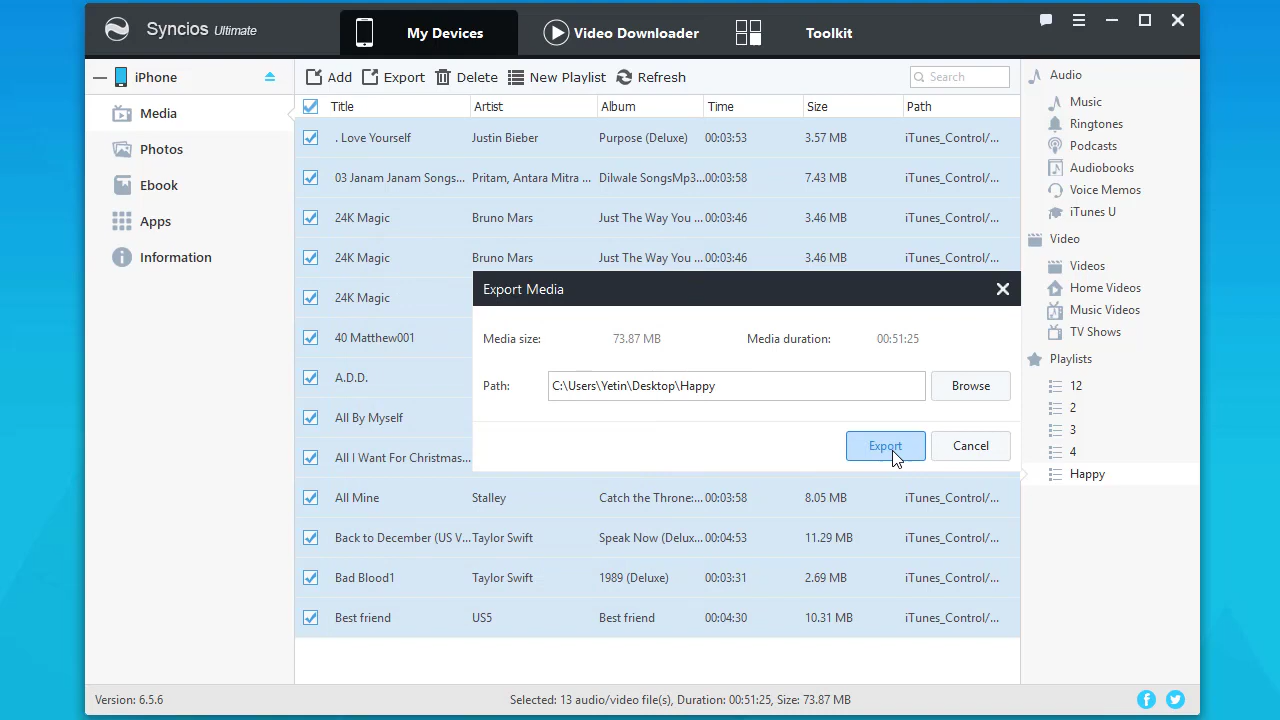 Syncios Ultimate
My Devices
Video Downloader
Toolkit
iPhone
Media
Photos
Ebook
Apps
Information
Add Export Delete New Playlist Refresh Search
Title Artist Album Time Size Path
. Love Yourself Justin Bieber Purpose (Deluxe) 00:03:53 3.57 MB iTunes_Control/...
03 Janam Janam Songs... Pritam, Antara Mitra ... Dilwale SongsMp3... 00:03:58 7.43 MB iTunes_Control/...
24K Magic Bruno Mars Just The Way You ... 00:03:46 3.46 MB iTunes_Control/...
24K Magic Bruno Mars Just The Way You ... 00:03:46 3.46 MB iTunes_Control/...
24K Magic
40 Matthew001
A.D.D.
All By Myself
All I Want For Christmas...
All Mine Stalley Catch the Throne:... 00:03:58 8.05 MB iTunes_Control/...
Back to December (US V... Taylor Swift Speak Now (Delux... 00:04:53 11.29 MB iTunes_Control/...
Bad Blood1 Taylor Swift 1989 (Deluxe) 00:03:31 2.69 MB iTunes_Control/...
Best friend US5 Best friend 00:04:30 10.31 MB iTunes_Control/...
Export Media
Media size: 73.87 MB Media duration: 00:51:25
Path: C:\Users\Yetin\Desktop\Happy Browse
Export Cancel
Audio
Music
Ringtones
Podcasts
Audiobooks
Voice Memos
iTunes U
Video
Videos
Home Videos
Music Videos
TV Shows
Playlists
12
2
3
4
Happy
Version: 6.5.6
Selected: 13 audio/video file(s), Duration: 00:51:25, Size: 73.87 MB